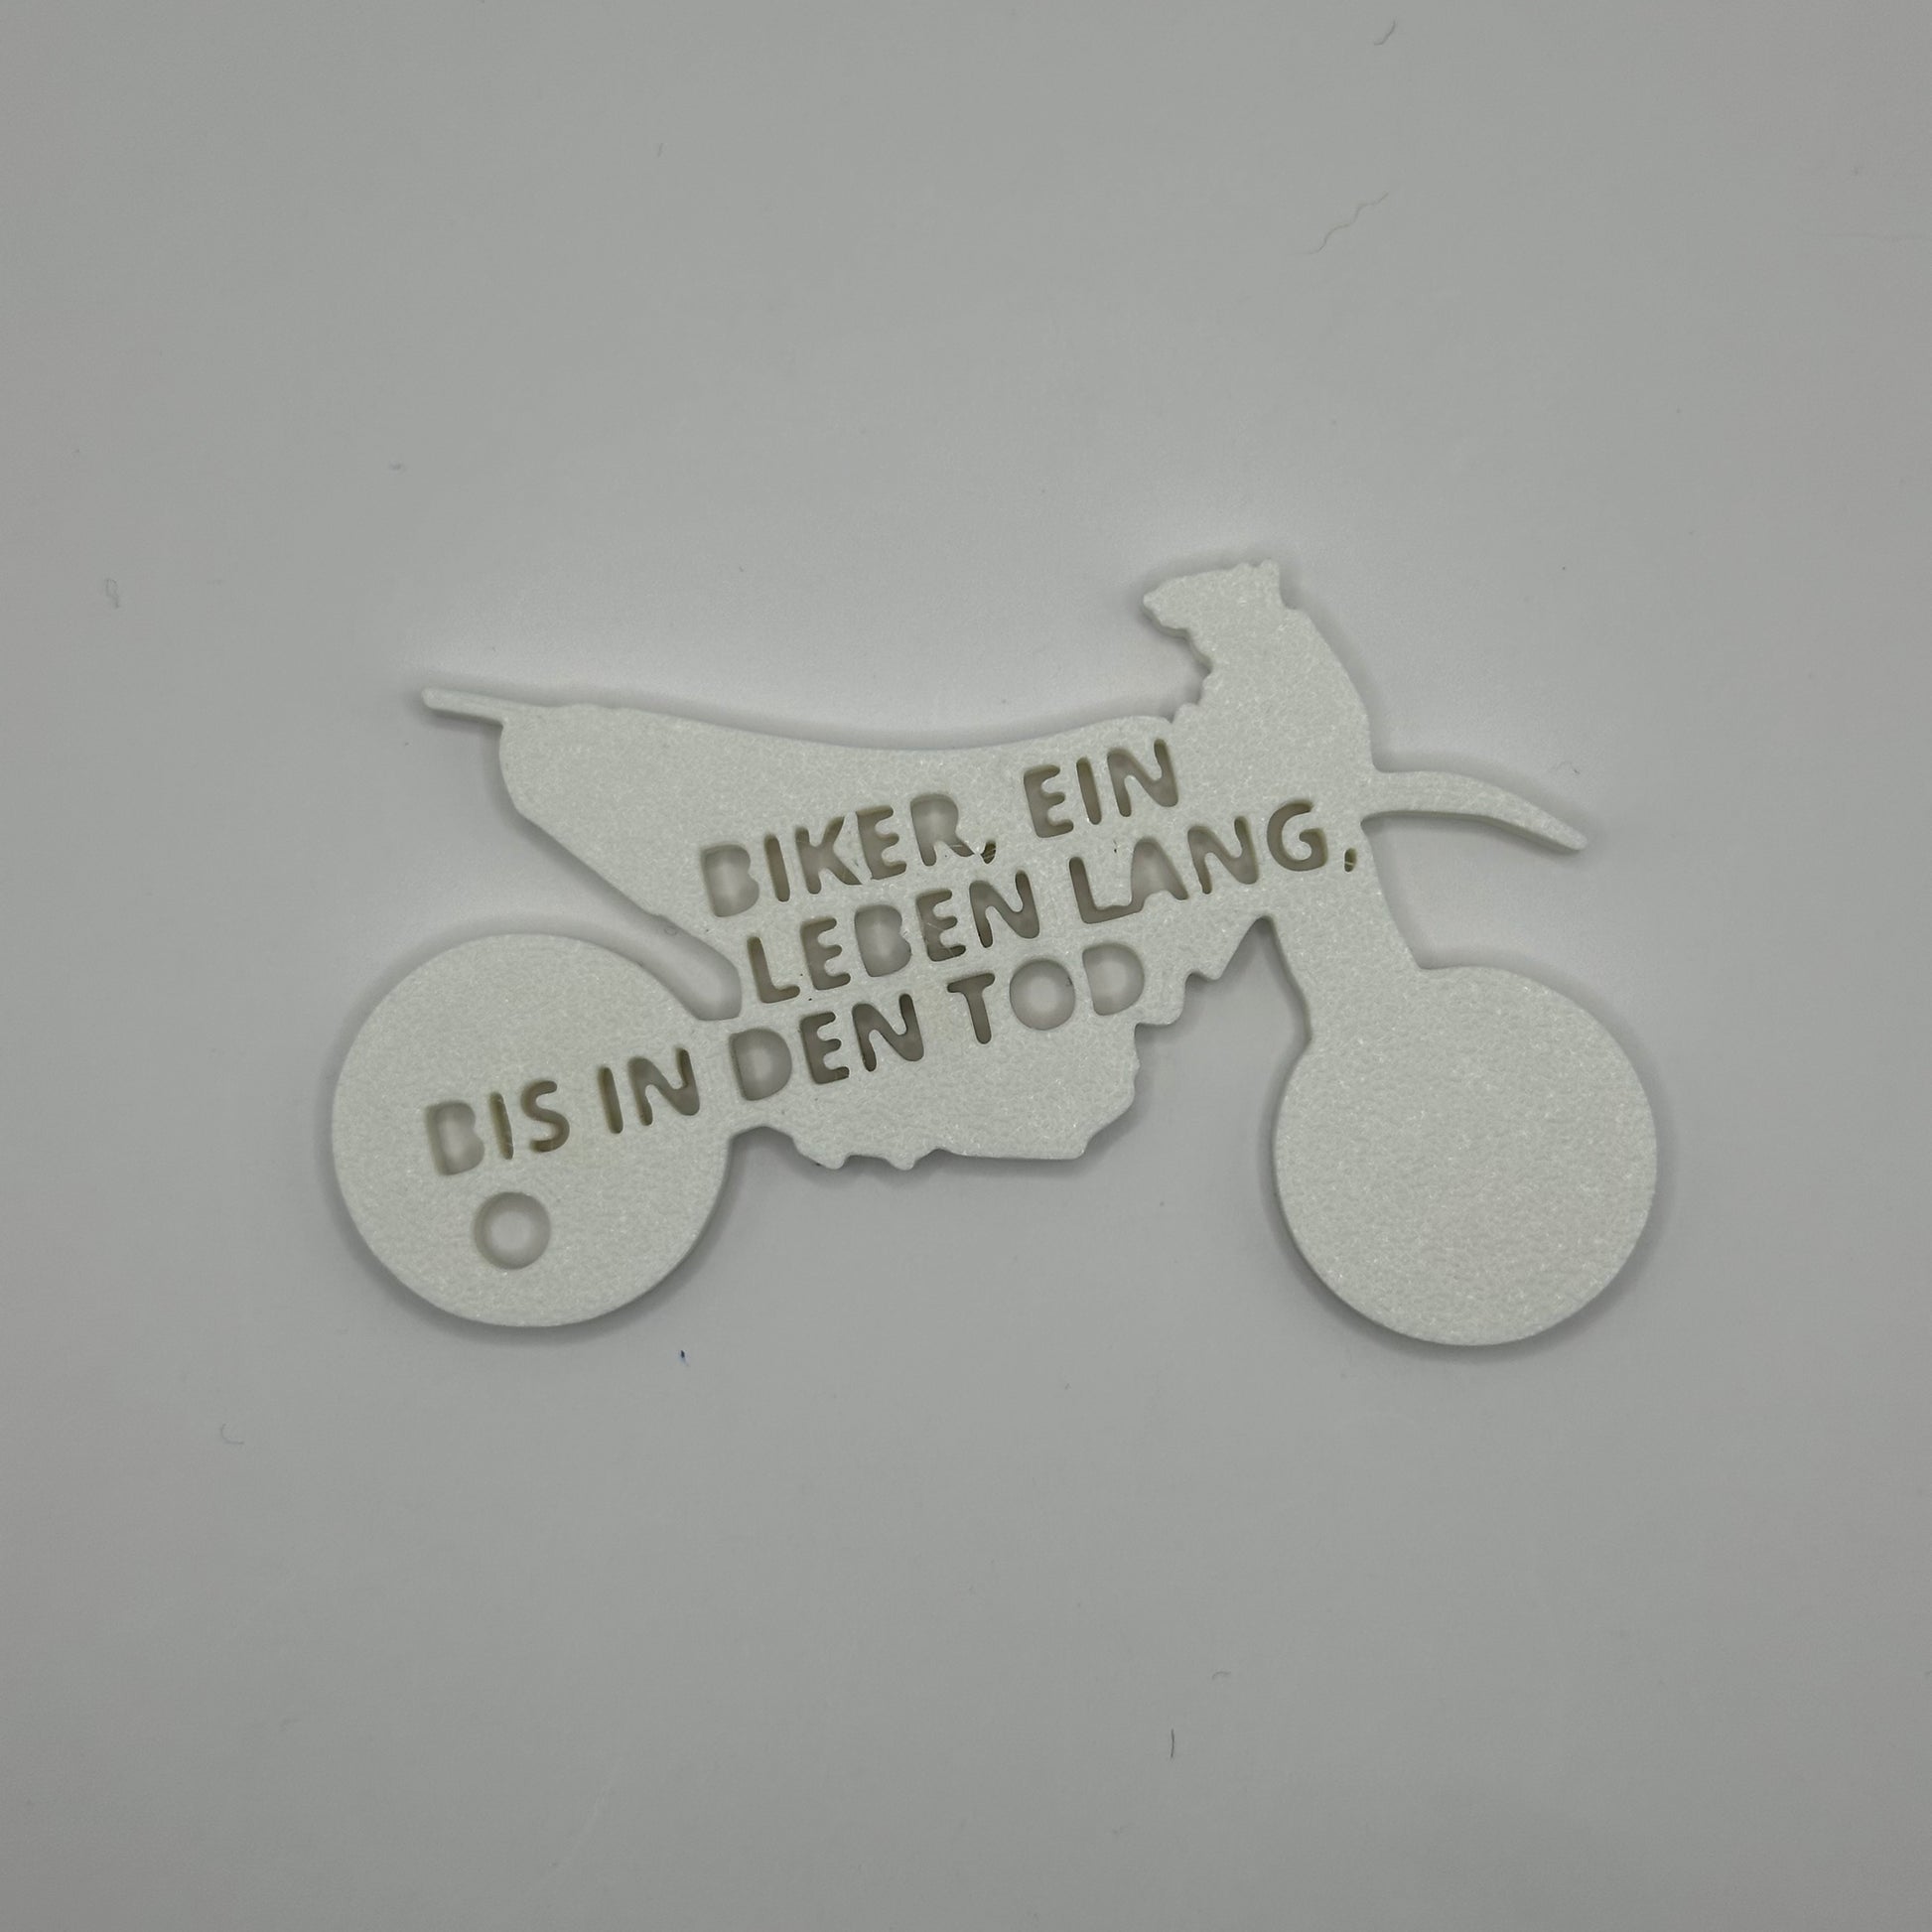 BIKER, EIN
LEBEN LANG,
BIS IN DEN TOD